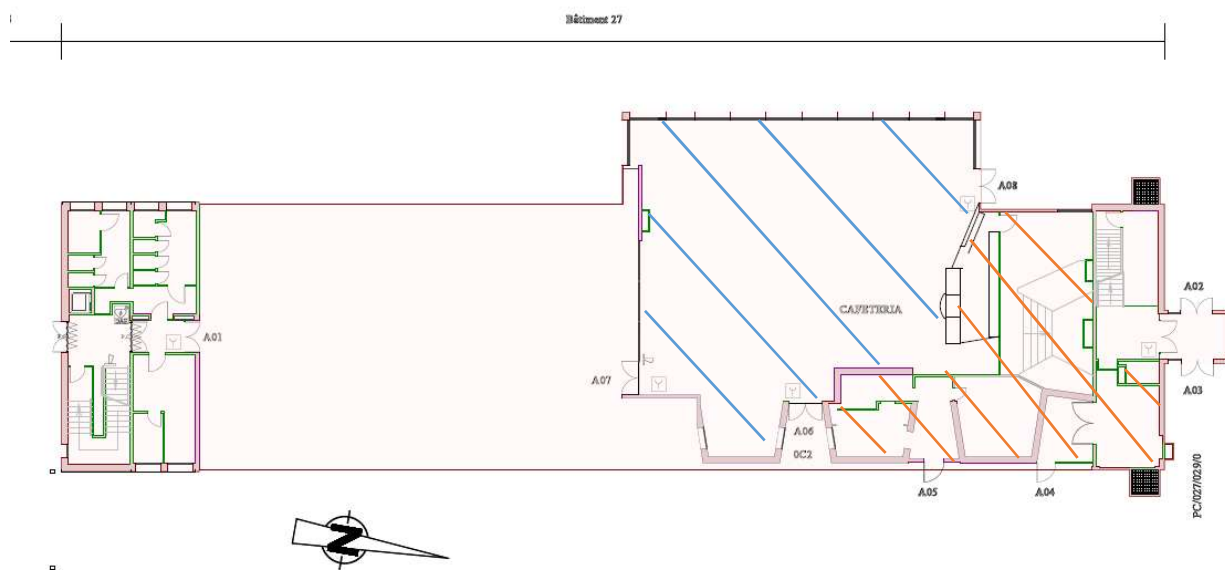 Bâtiment 27
A08
A02
CAFETERIA
A01
A07
A03
A06
0C2
A05
A04
PC/027/029/0
N